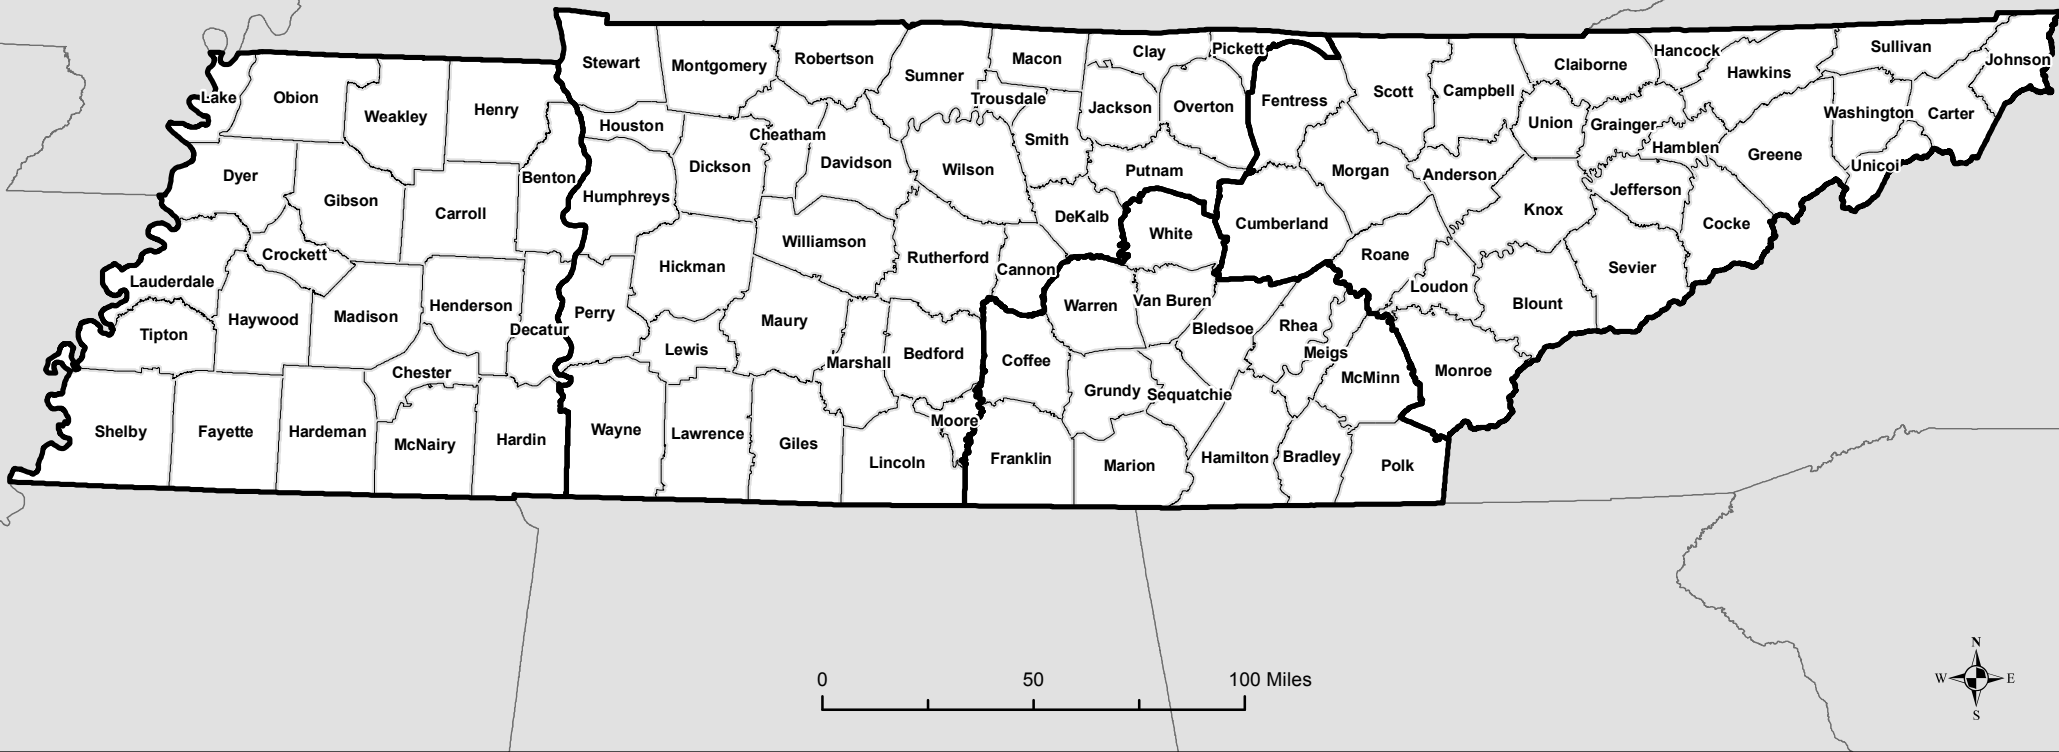 Stewart
Montgomery
Robertson
Sumner
Macon
Clay
Pickett
Scott
Campbell
Claiborne
Hancock
Hawkins
Sullivan
Johnson
Lake
Obion
Weakley
Henry
Houston
Cheatham
Trousdale
Jackson
Overton
Fentress
Union
Grainger
Hamblen
Washington
Carter
Dyer
Gibson
Carroll
Benton
Humphreys
Dickson
Davidson
Wilson
Smith
Putnam
Morgan
Anderson
Knox
Jefferson
Greene
Unicoi
Crockett
Williamson
Rutherford
Cannon
DeKalb
White
Cumberland
Roane
Loudon
Sevier
Cocke
Lauderdale
Tipton
Haywood
Madison
Henderson
Decatur
Perry
Hickman
Maury
Marshall
Bedford
Coffee
Warren
Van Buren
Bledsoe
Rhea
Meigs
McMinn
Monroe
Blount
Lewis
Chester
Grundy
Sequatchie
Shelby
Fayette
Hardeman
McNairy
Hardin
Wayne
Lawrence
Giles
Lincoln
Moore
Franklin
Marion
Hamilton
Bradley
Polk
0 50 100 Miles
N
W E
S